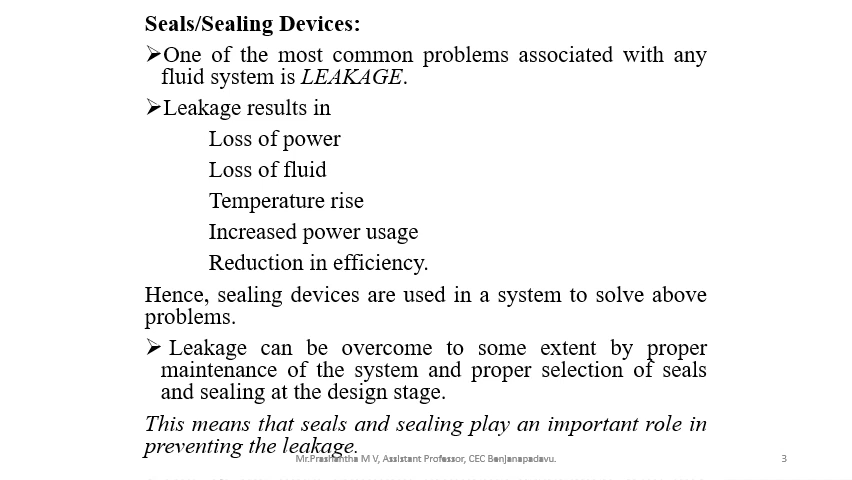 Seals/Sealing Devices:
➢One of the most common problems associated with any
fluid system is LEAKAGE.
➢Leakage results in
Loss of power
Loss of fluid
Temperature rise
Increased power usage
Reduction in efficiency.
Hence, sealing devices are used in a system to solve above
problems.
➢ Leakage can be overcome to some extent by proper
maintenance of the system and proper selection of seals
and sealing at the design stage.
This means that seals and sealing play an important role in
preventing the leakage.
Mr.Prashantha M V, Assistant Professor, CEC Benjanapadavu.
3